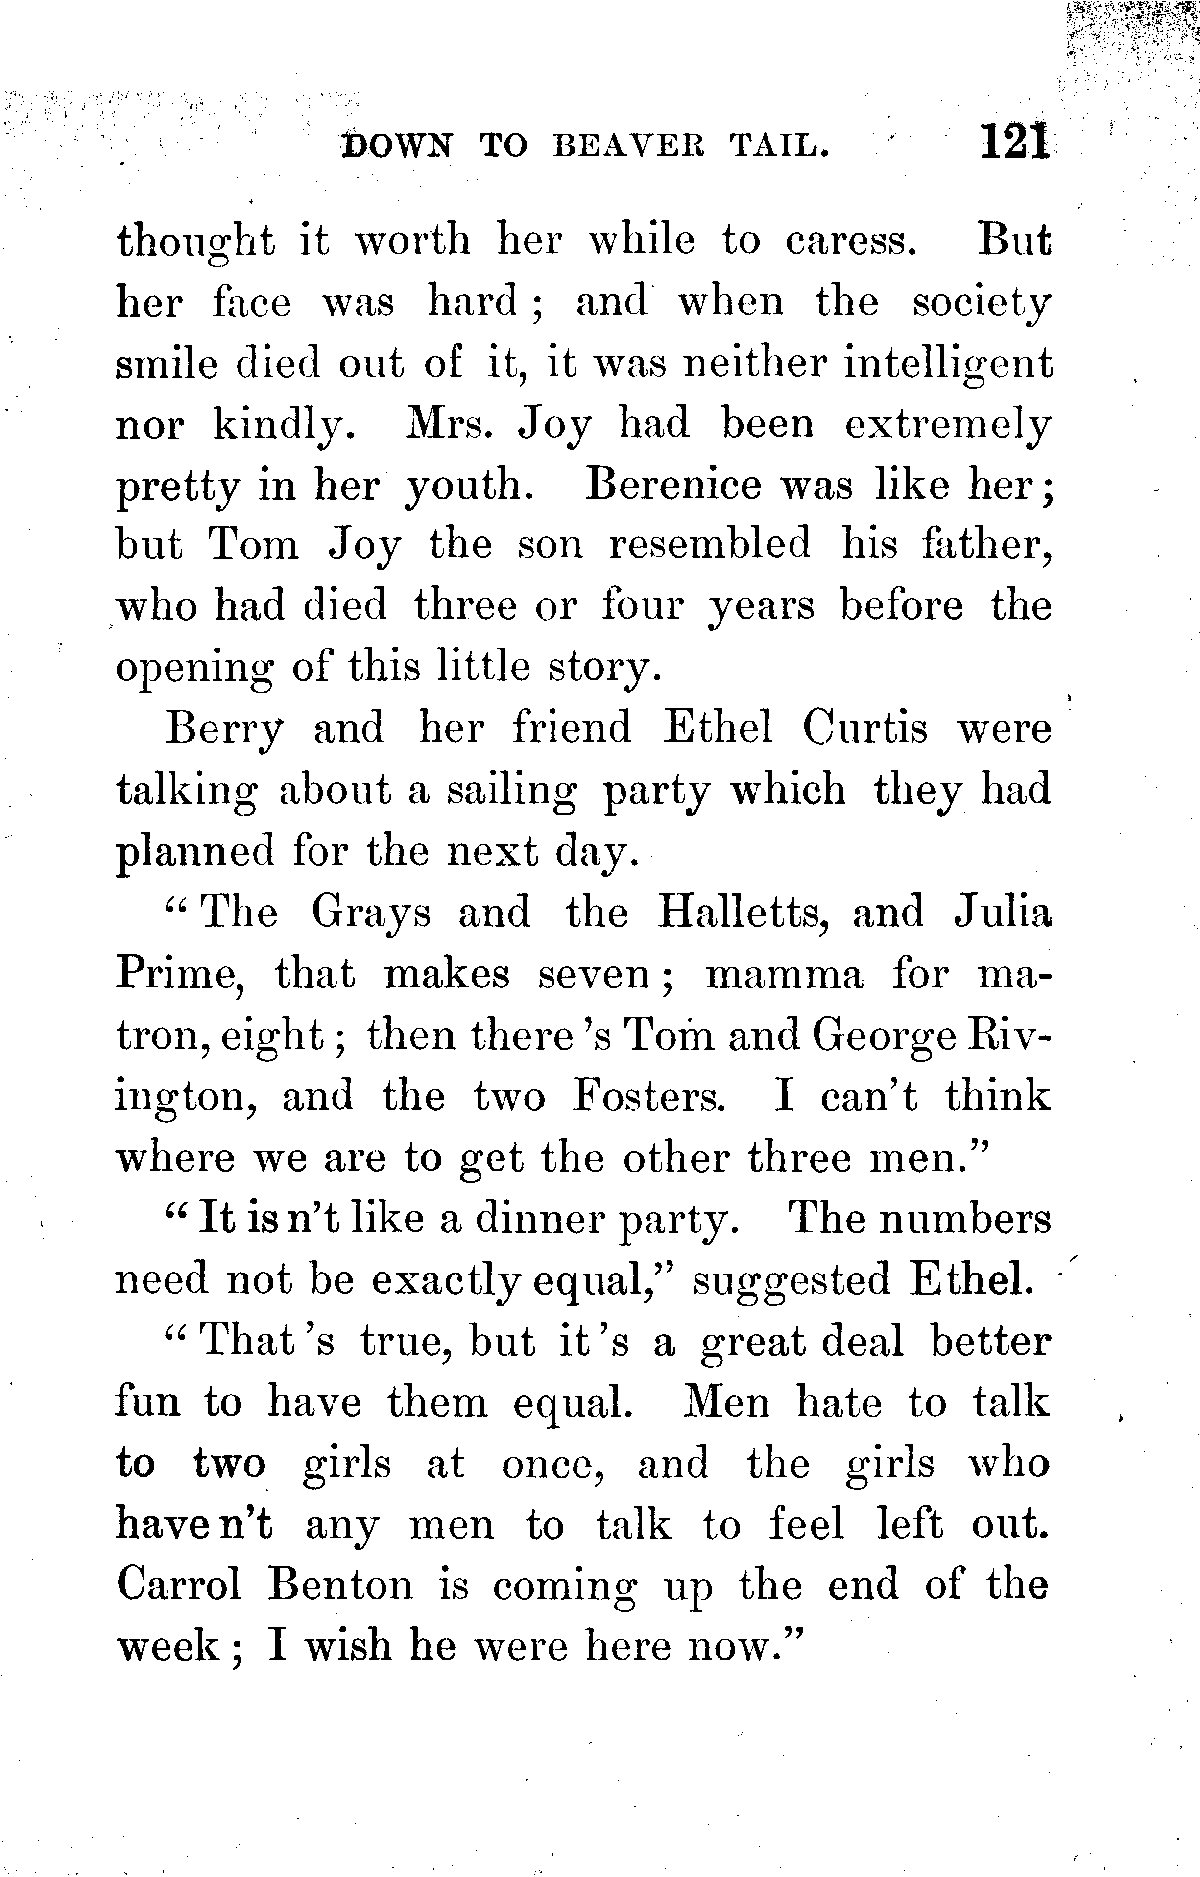 DOWN TO BEAVER TAIL. 121
thought it worth her while to caress. But
her face was hard ; and when the society
smile died out of it, it was neither intelligent
nor kindly. Mrs. Joy had been extremely
pretty in her youth. Berenice was like her ;
but Tom Joy the son resembled his father,
who had died three or four years before the
opening of this little story.
Berry and her friend Ethel Curtis were
talking about a sailing party which they had
planned for the next day.
“ The Grays and the Halletts, and Julia
Prime, that makes seven ; mamma for ma-
tron, eight ; then there 's Tom and George Riv-
ington, and the two Fosters. I can't think
where we are to get the other three men.”
“ It is n't like a dinner party. The numbers
need not be exactly equal,” suggested Ethel.
“ That 's true, but it 's a great deal better
fun to have them equal. Men hate to talk
to two girls at once, and the girls who
have n't any men to talk to feel left out.
Carrol Benton is coming up the end of the
week ; I wish he were here now.”